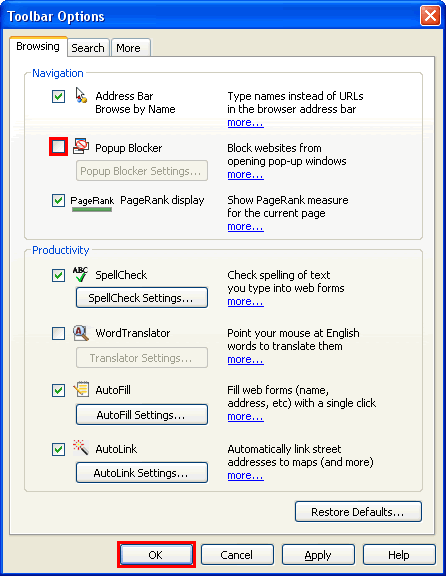 Toolbar Options
Browsing Search More
Navigation
Address Bar
Browse by Name
Type names instead of URLs
in the browser address bar
more...
Popup Blocker
Popup Blocker Settings...
Block websites from
opening pop-up windows
more...
PageRank PageRank display
Show PageRank measure
for the current page
more...
Productivity
ABC SpellCheck
SpellCheck Settings...
Check spelling of text
you type into web forms
more...
WordTranslator
Translator Settings...
Point your mouse at English
words to translate them
more...
AutoFill
AutoFill Settings...
Fill web forms (name,
address, etc) with a single click
more...
AutoLink
AutoLink Settings...
Automatically link street
addresses to maps (and more)
more...
Restore Defaults...
OK Cancel Apply Help